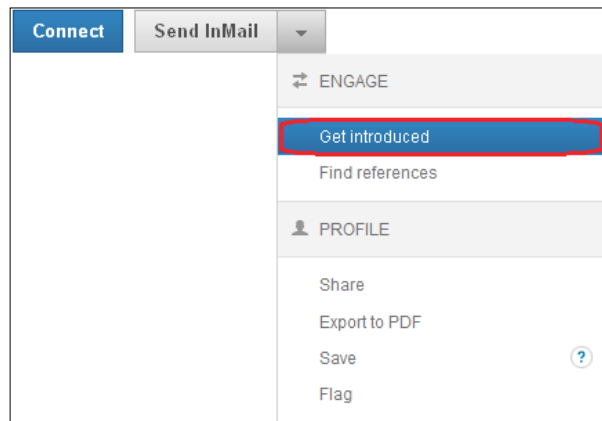 Connect Send InMail
ENGAGE
Get introduced
Find references
PROFILE
Share
Export to PDF
Save ?
Flag